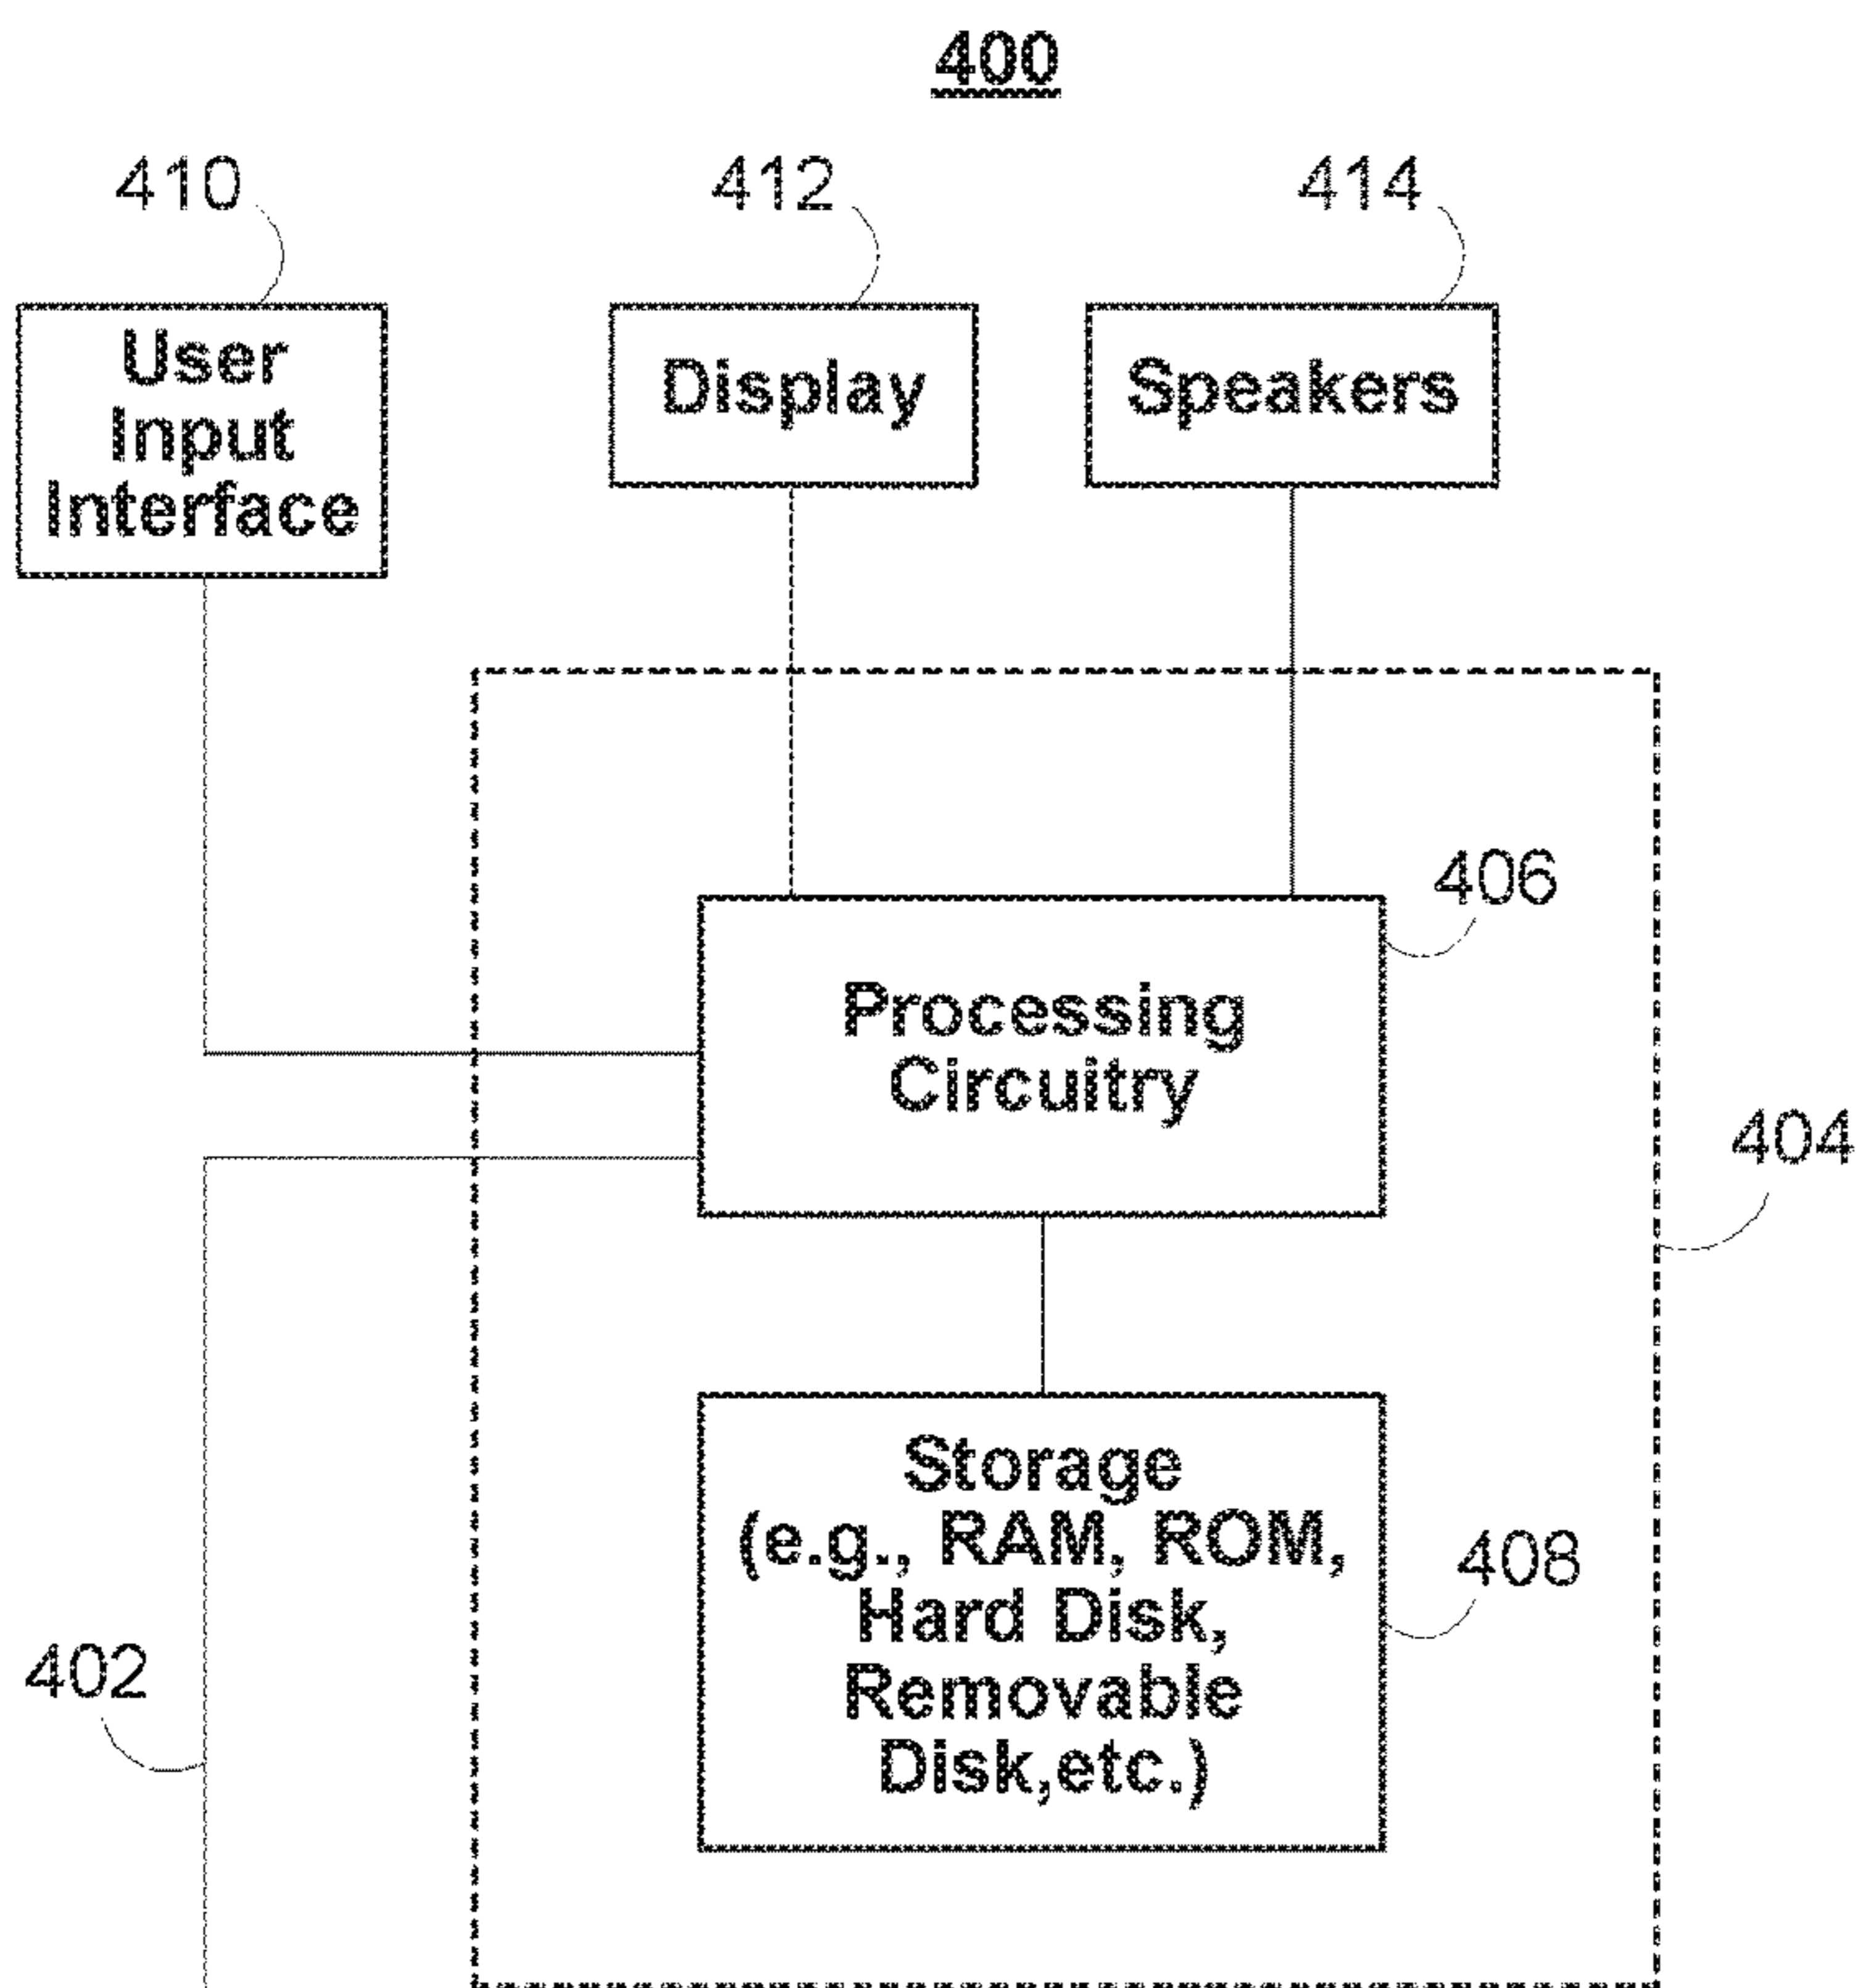 400
410
412
414
User
Input
Interface
Display
Speakers
406
Processing
Circuitry
404
Storage
(e.g., RAM, ROM,
Hard Disk,
Removable
Disk,etc.)
408
402